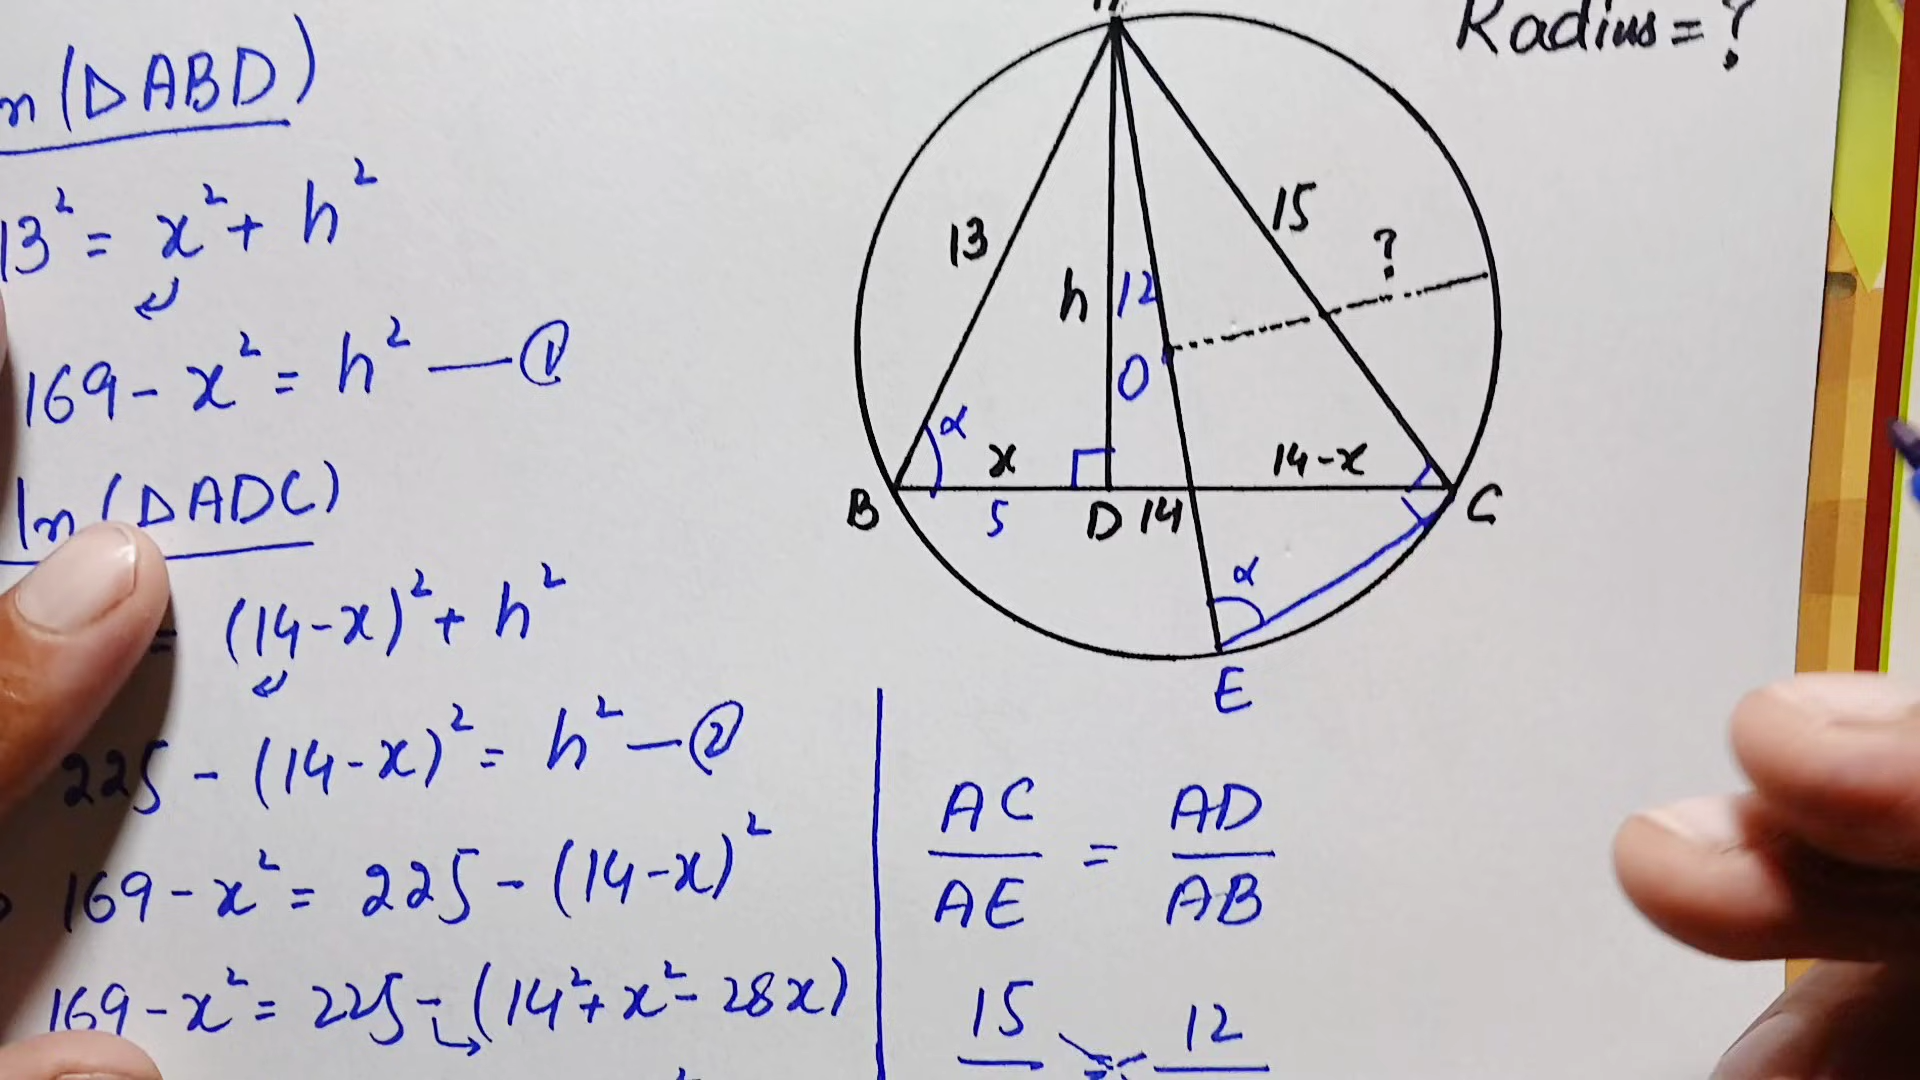 In (△ABD)
13² = x² + h²
169 - x² = h² — ①
In (△ADC)
= (14-x)² + h²
225 - (14-x)² = h² — ②
169 - x² = 225 - (14-x)²
169 - x² = 225 - (14² + x² - 28x)
Radius = ?
13
15
?
h
12
O
α
x
14-x
B
5
D
14
C
α
E
AC/AE = AD/AB
15 = 12